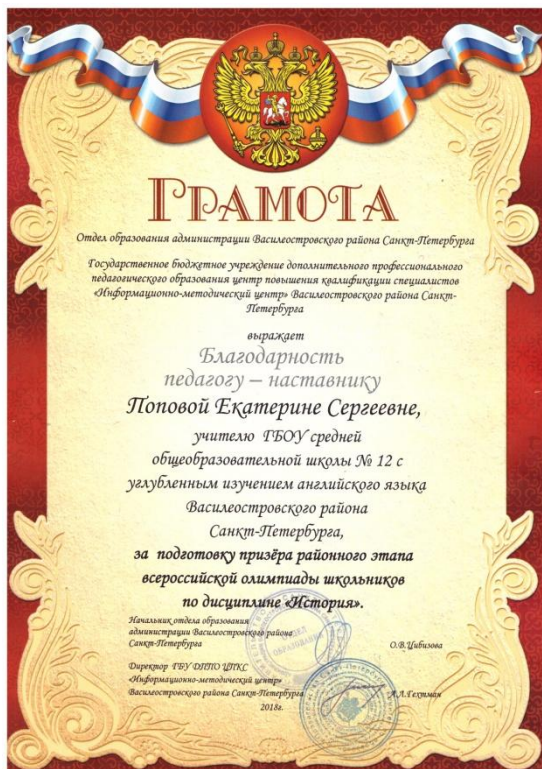 ГРАМОТА
Отдел образования администрации Василеостровского района Санкт-Петербурга
Государственное бюджетное учреждение дополнительного профессионального
педагогического образования центр повышения квалификации специалистов
«Информационно-методический центр» Василеостровского района Санкт-
Петербурга
выражает
Благодарность
педагогу – наставнику
Поповой Екатерине Сергеевне,
учителю ГБОУ средней
общеобразовательной школы № 12 с
углубленным изучением английского языка
Василеостровского района
Санкт-Петербурга,
за подготовку призёра районного этапа
всероссийской олимпиады школьников
по дисциплине «История».
Начальник отдела образования
администрации Василеостровского района
Санкт-Петербурга
О.В.Цибизова
Директор ГБУ ДППО ЦПКС
«Информационно-методический центр»
Василеостровского района Санкт-Петербурга
А.Л.Гехтман
2018г.
ОТДЕЛ
ОБРАЗОВАНИЯ